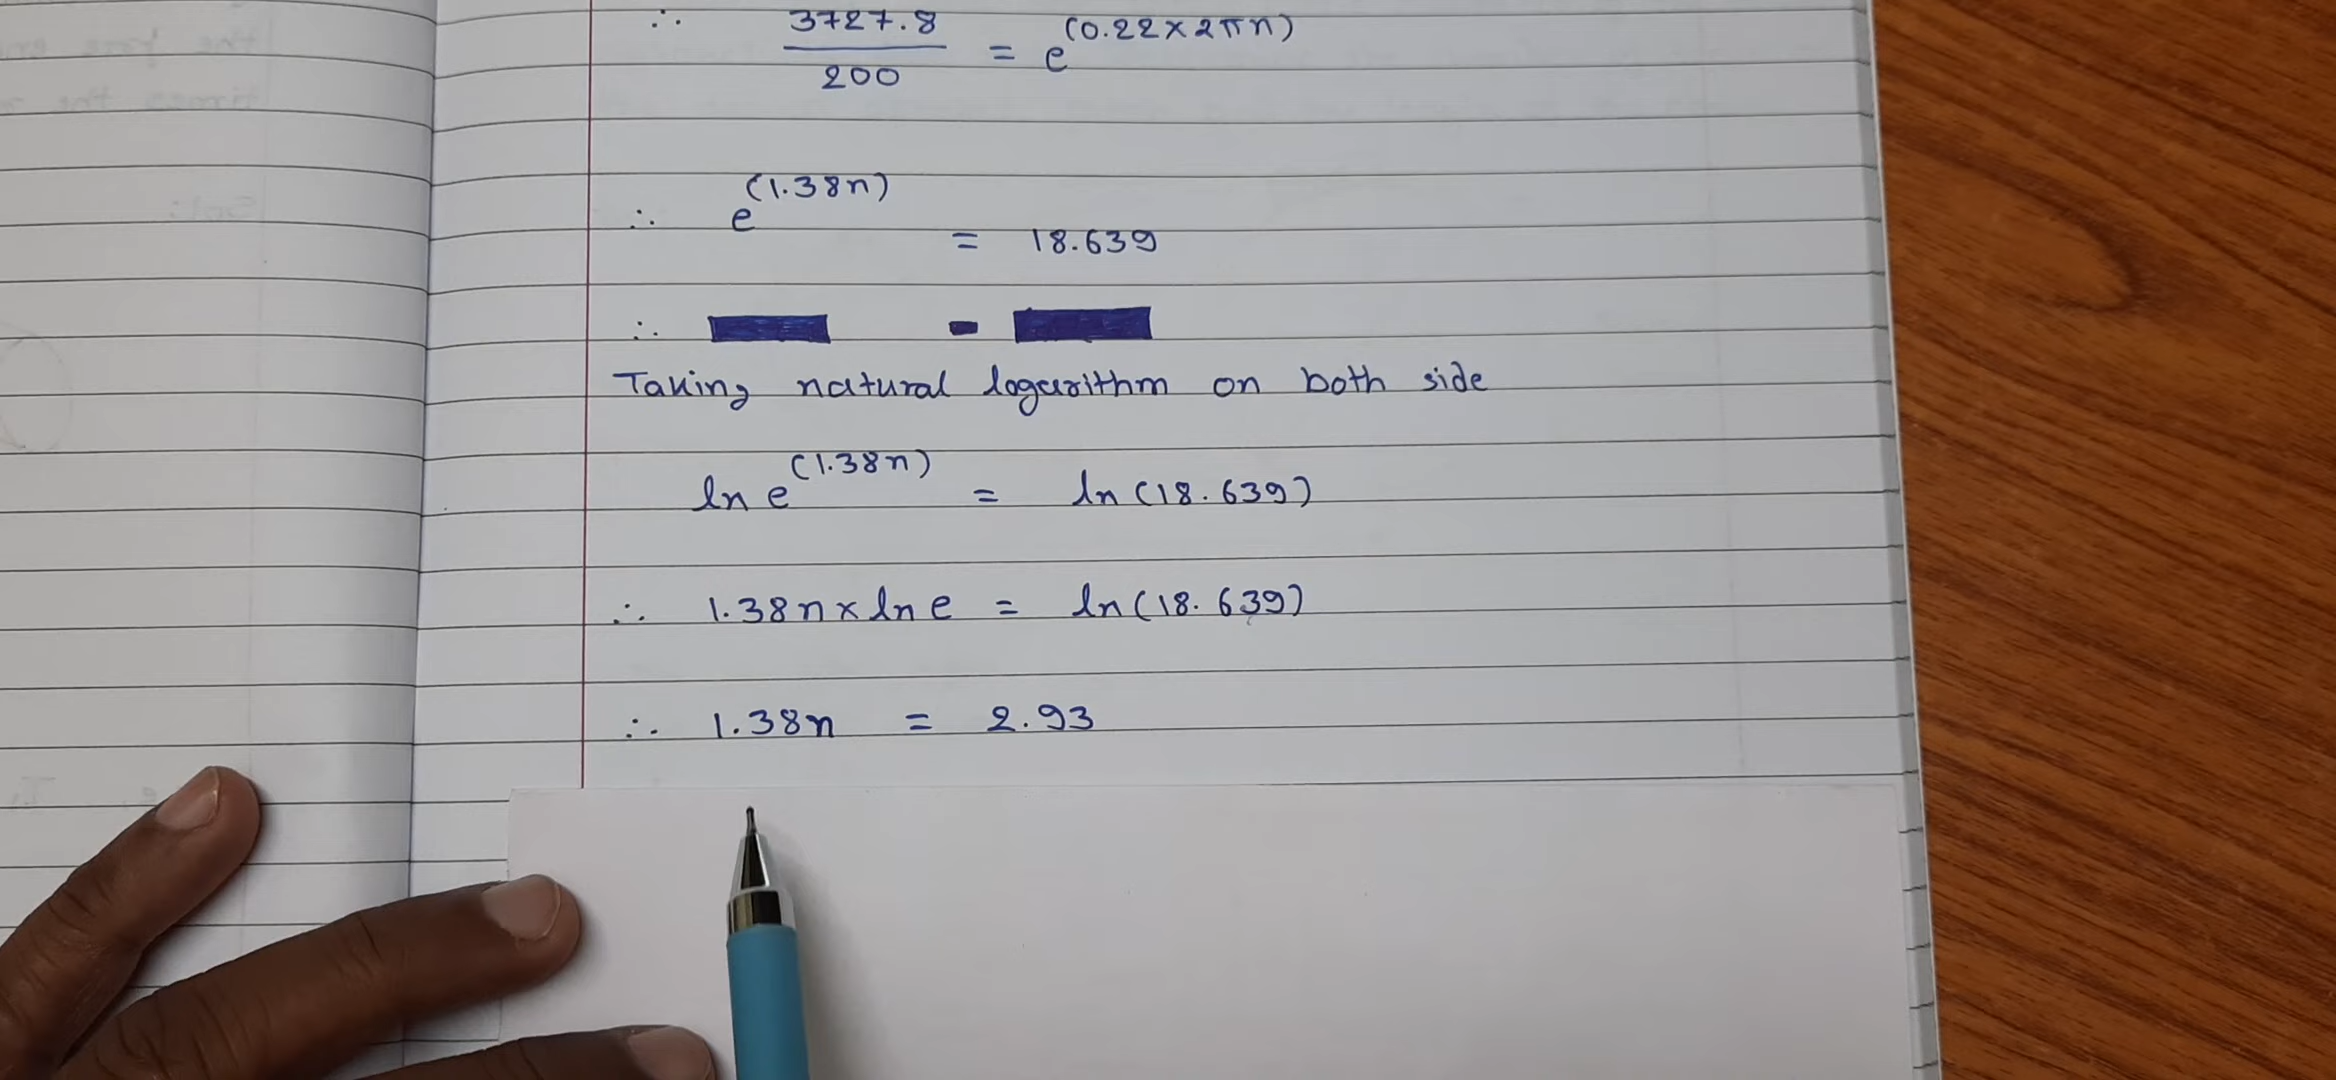 ∴ 3727.8 / 200 = e^(0.22×2πn)
∴ e^(1.38n) = 18.639
∴
Taking natural logarithm on both side
ln e^(1.38n) = ln(18.639)
∴ 1.38n × ln e = ln(18.639)
∴ 1.38n = 2.93